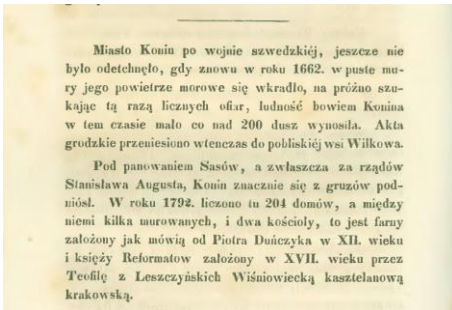 Miasto Konin po wojnie szwedzkiéj, jeszcze nie
było odetchnęło, gdy znowu w roku 1662. w puste mu-
ry jego powietrze morowe się wkradło, na próżno szu-
kając tą razą licznych ofiar, ludność bowiem Konina
w tem czasie mało co nad 200 dusz wynosiła. Akta
grodzkie przeniesiono wtenczas do pobliskiéj wsi Wilkowa.
Pod panowaniem Sasów, a zwłaszcza za rządów
Stanisława Augusta, Konin znacznie się z gruzów pod-
niósł. W roku 1792. liczono tu 204 domów, a między
niemi kilka murowanych, i dwa kościoły, to jest farny
założony jak mówią od Piotra Duńczyka w XII. wieku
i księży Reformatow założony w XVII. wieku przez
Teofilę z Leszczyńskich Wiśniowiecką kasztelanową
krakowską.